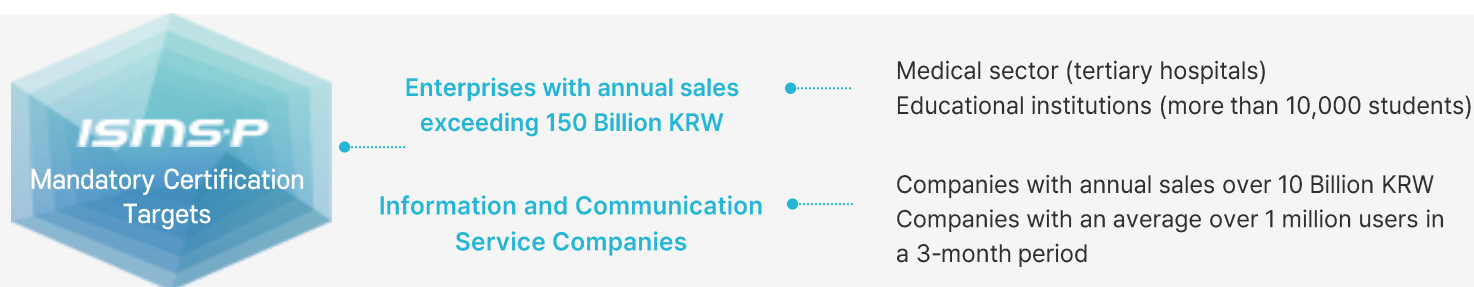 ISMS-P
Mandatory Certification
Targets
Enterprises with annual sales
exceeding 150 Billion KRW
Medical sector (tertiary hospitals)
Educational institutions (more than 10,000 students)
Information and Communication
Service Companies
Companies with annual sales over 10 Billion KRW
Companies with an average over 1 million users in
a 3-month period